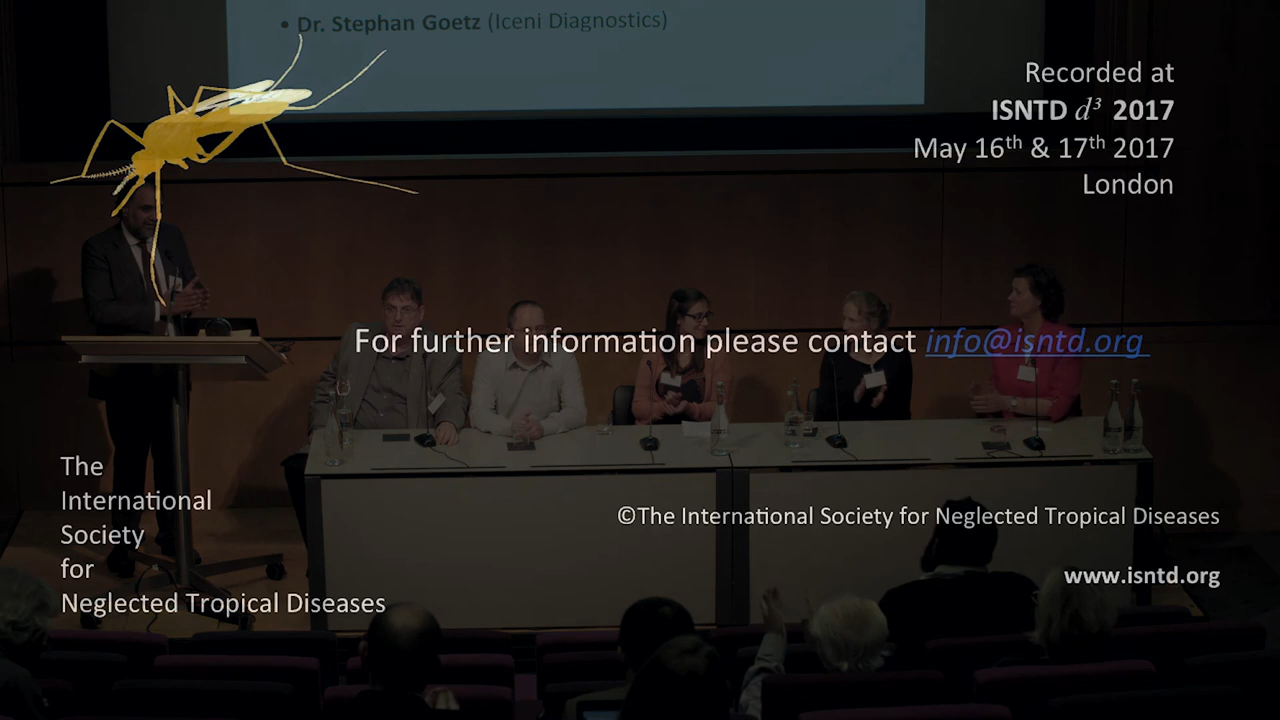 • Dr. Stephan Goetz (Iceni Diagnostics)
Recorded at
ISNTD d³ 2017
May 16th & 17th 2017
London
For further information please contact info@isntd.org
The
International
Society
for
Neglected Tropical Diseases
©The International Society for Neglected Tropical Diseases
www.isntd.org